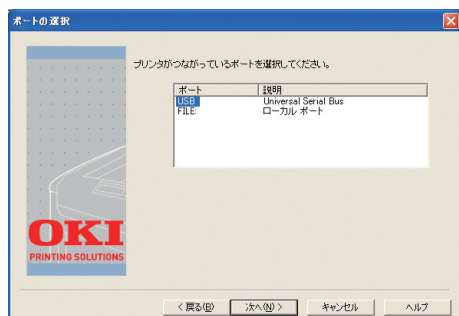 ポートの選択
プリンタがつながっているポートを選択してください。
ポート 説明
USB Universal Serial Bus
FILE: ローカル ポート
OKI
PRINTING SOLUTIONS
< 戻る(B) 次へ(N) > キャンセル ヘルプ